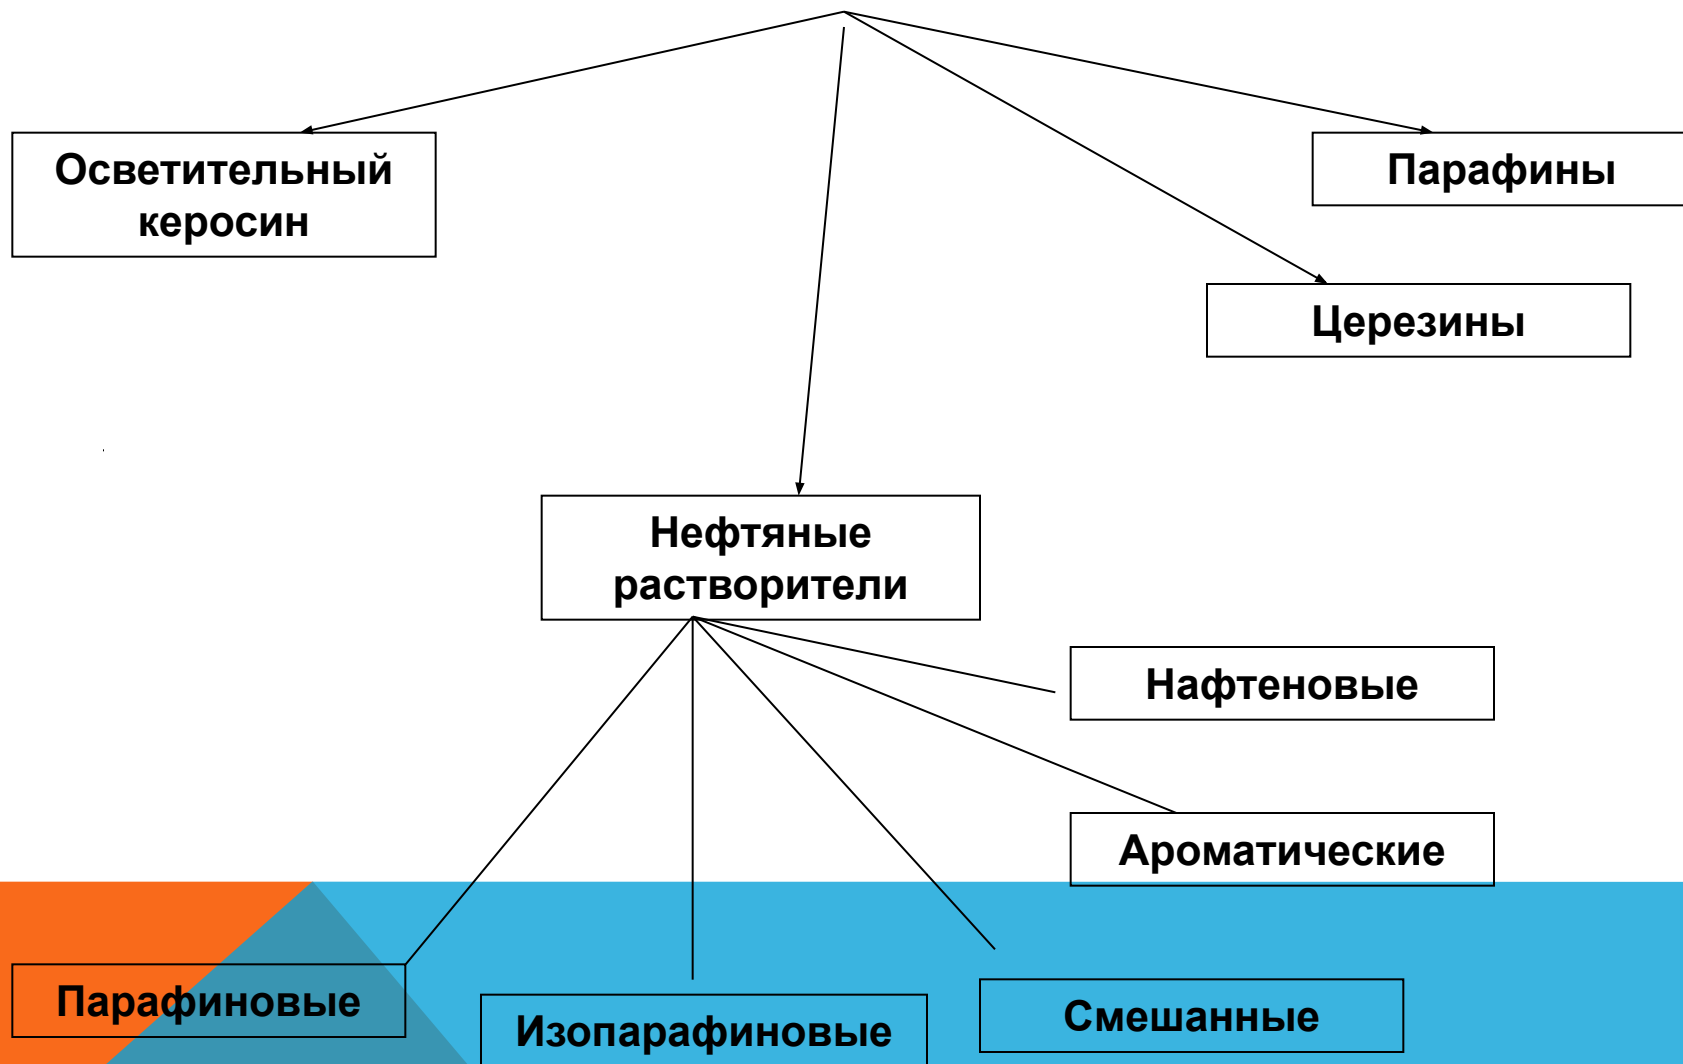 Осветительный
керосин
Парафины
Церезины
Нефтяные
растворители
Нафтеновые
Ароматические
Парафиновые
Изопарафиновые
Смешанные